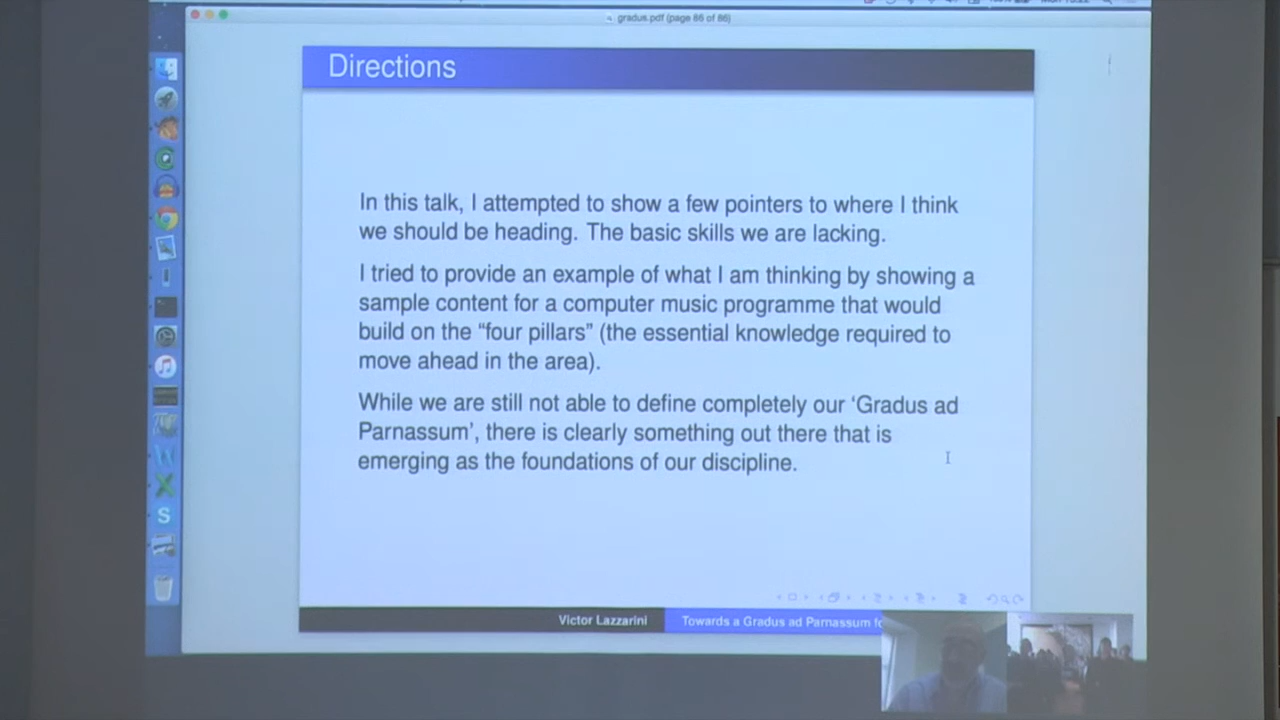 gradus.pdf (page 86 of 86)
Directions
In this talk, I attempted to show a few pointers to where I think
we should be heading. The basic skills we are lacking.
I tried to provide an example of what I am thinking by showing a
sample content for a computer music programme that would
build on the “four pillars” (the essential knowledge required to
move ahead in the area).
While we are still not able to define completely our ‘Gradus ad
Parnassum’, there is clearly something out there that is
emerging as the foundations of our discipline.
Victor Lazzarini
Towards a Gradus ad Parnassum fo